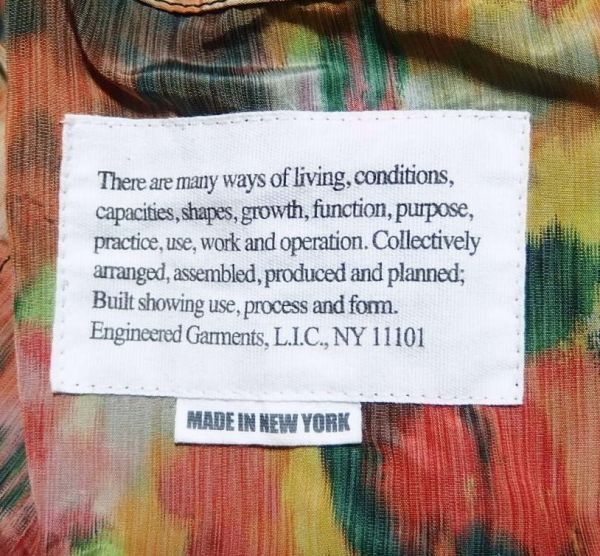 There are many ways of living, conditions,
capacities, shapes, growth, function, purpose,
practice, use, work and operation. Collectively
arranged, assembled, produced and planned;
Built showing use, process and form.
Engineered Garments, L.I.C., NY 11101
MADE IN NEW YORK